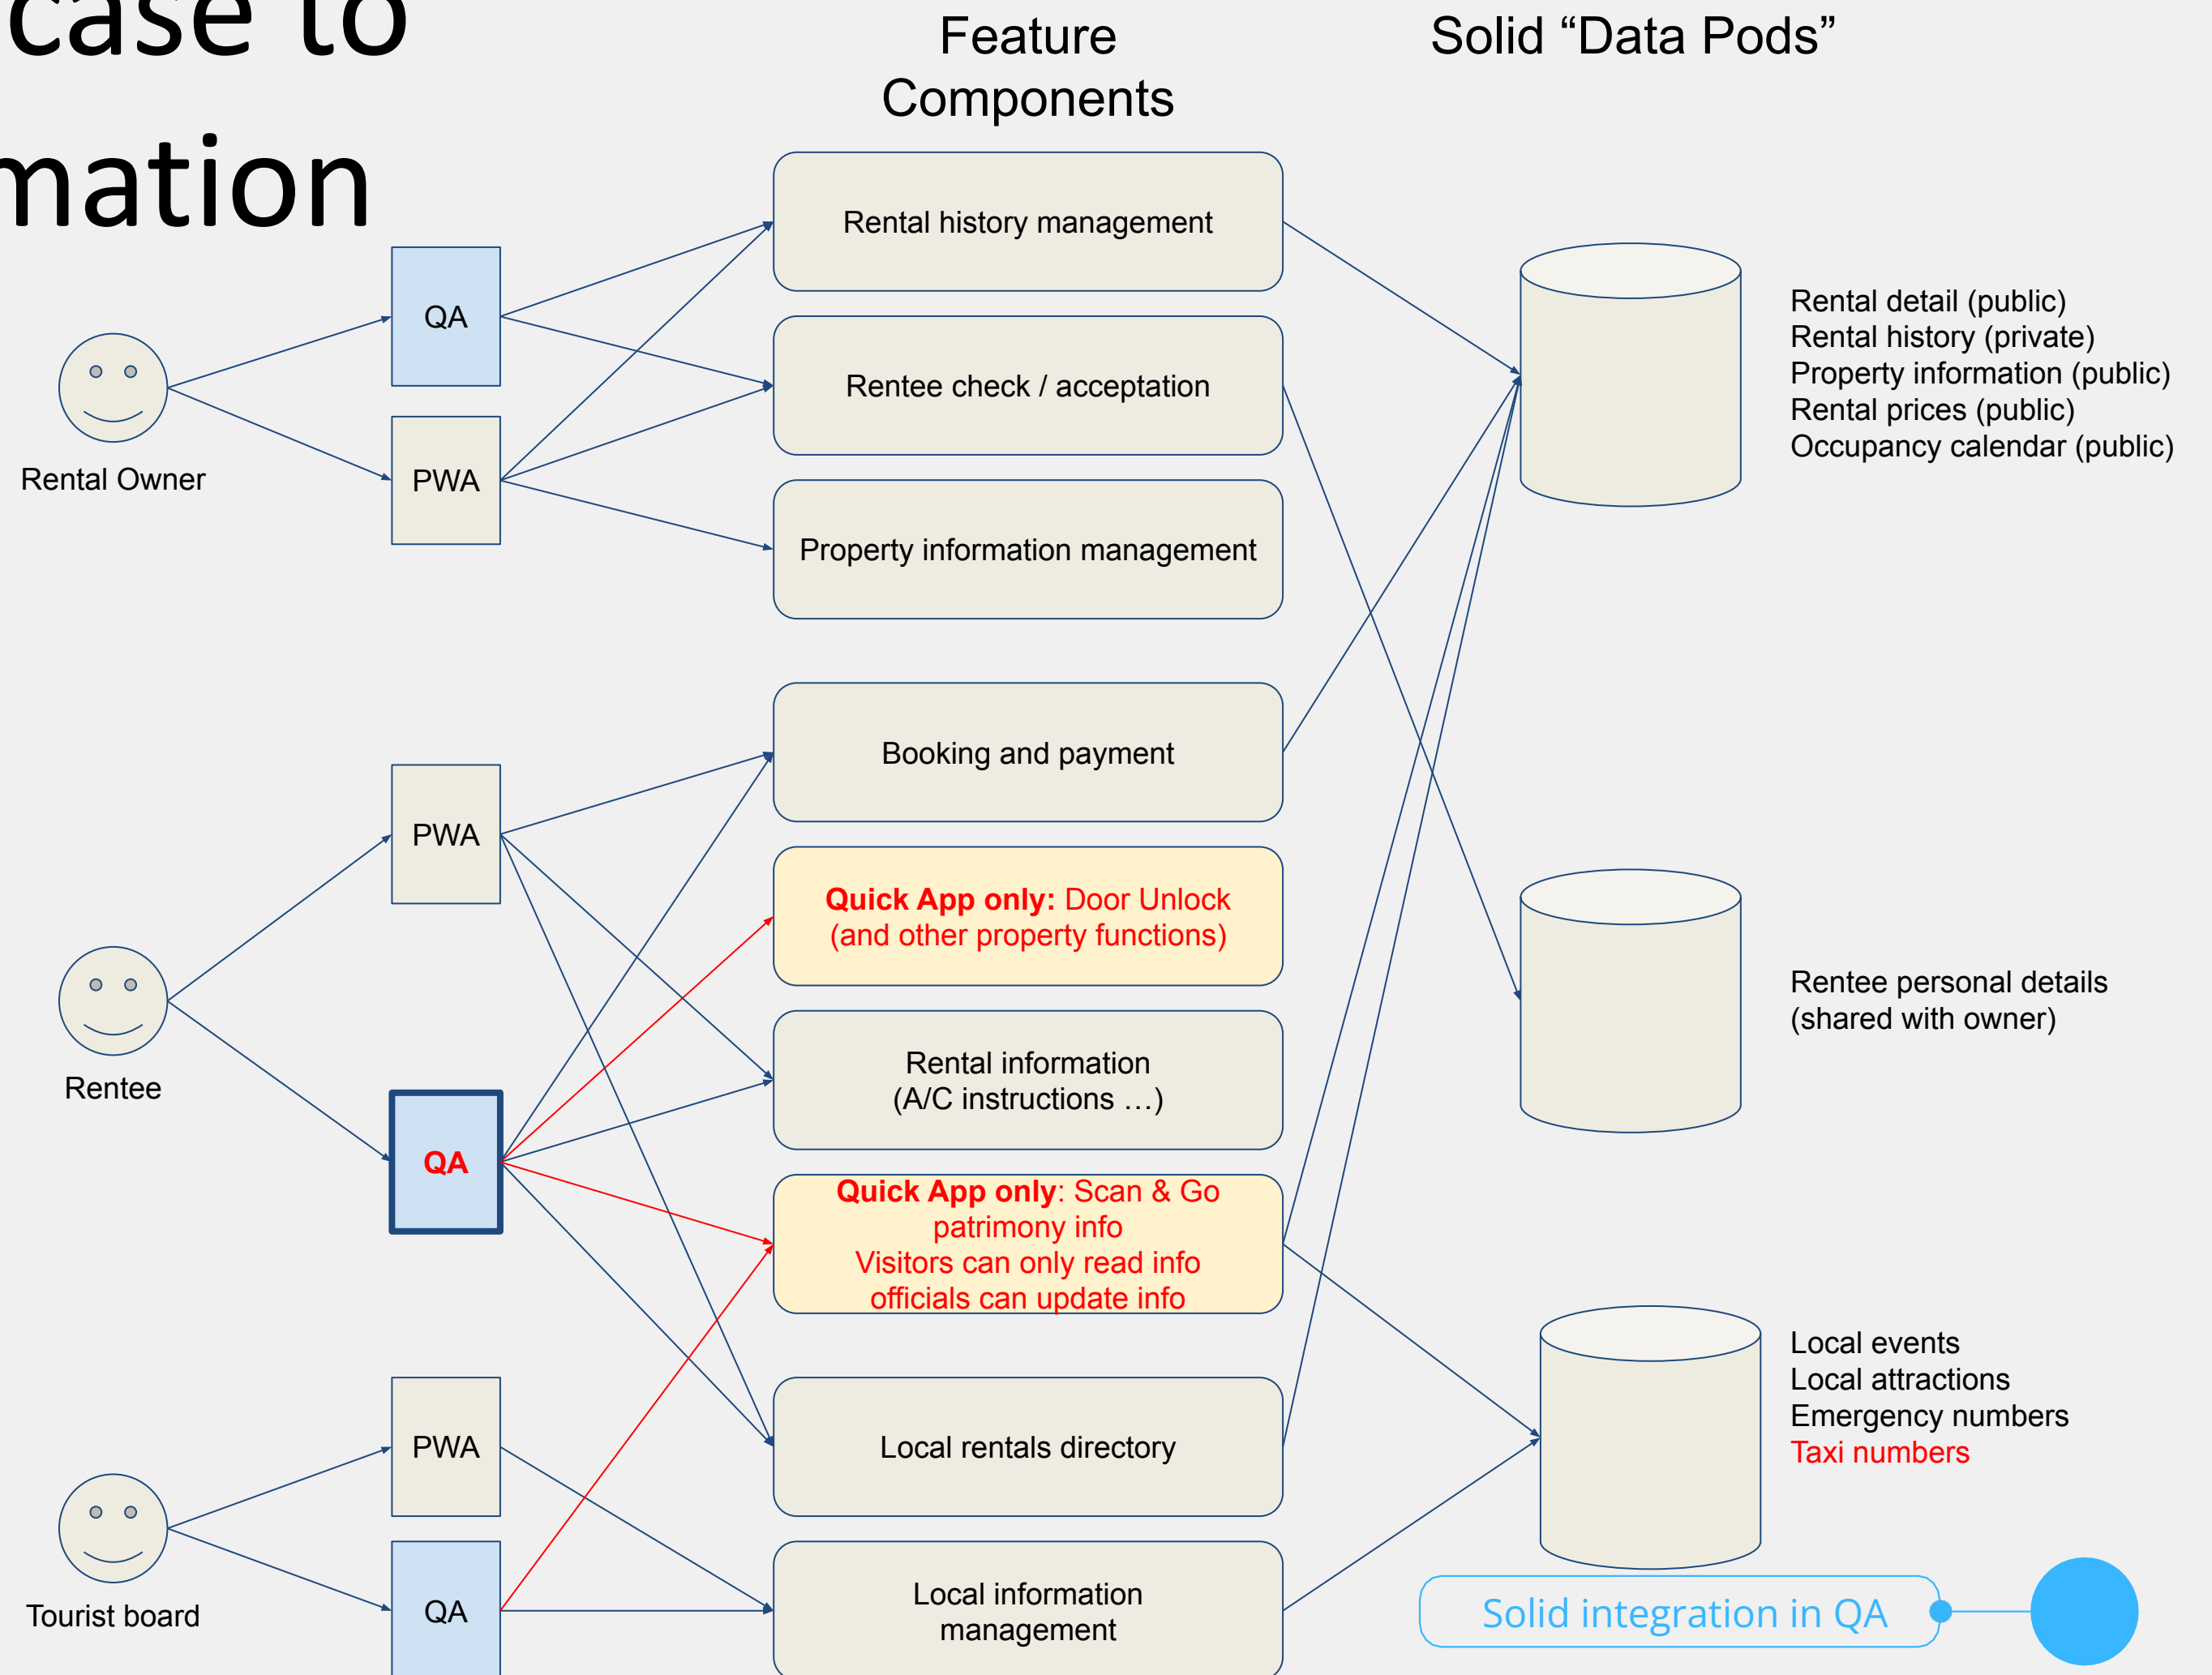 case to
mation
Feature
Components
Solid “Data Pods”
Rental Owner
QA
PWA
Rental history management
Rentee check / acceptation
Property information management
Rental detail (public)
Rental history (private)
Property information (public)
Rental prices (public)
Occupancy calendar (public)
Rentee
PWA
QA
Booking and payment
Quick App only: Door Unlock
(and other property functions)
Rental information
(A/C instructions …)
Quick App only: Scan & Go
patrimony info
Visitors can only read info
officials can update info
Local rentals directory
Rentee personal details
(shared with owner)
Tourist board
PWA
QA
Local information
management
Local events
Local attractions
Emergency numbers
Taxi numbers
Solid integration in QA